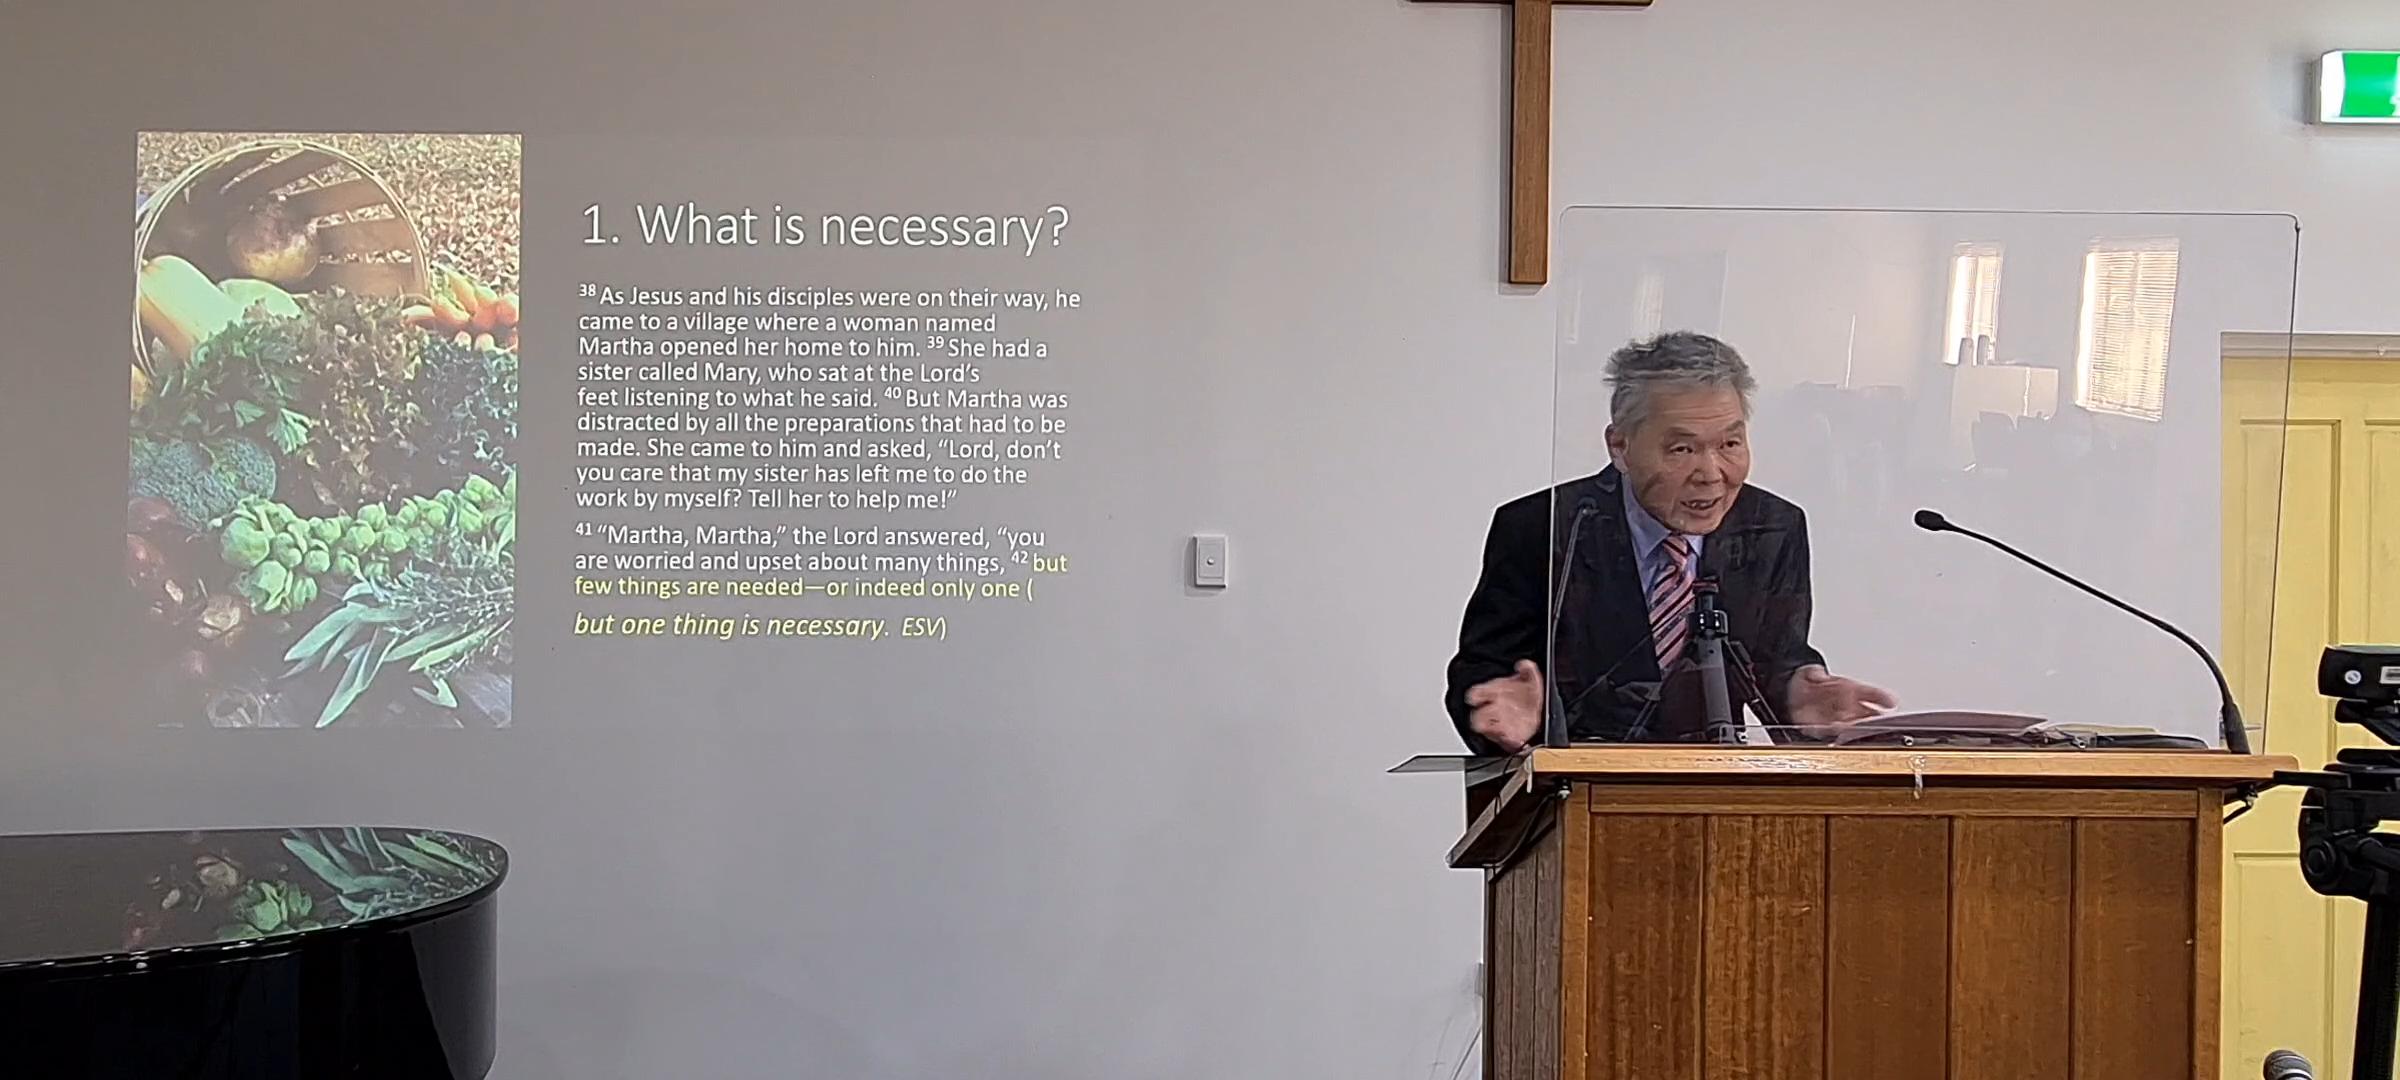 1. What is necessary?
38 As Jesus and his disciples were on their way, he
came to a village where a woman named
Martha opened her home to him. 39 She had a
sister called Mary, who sat at the Lord’s
feet listening to what he said. 40 But Martha was
distracted by all the preparations that had to be
made. She came to him and asked, “Lord, don’t
you care that my sister has left me to do the
work by myself? Tell her to help me!”
41 “Martha, Martha,” the Lord answered, “you
are worried and upset about many things, 42 but
few things are needed—or indeed only one (
but one thing is necessary. ESV)